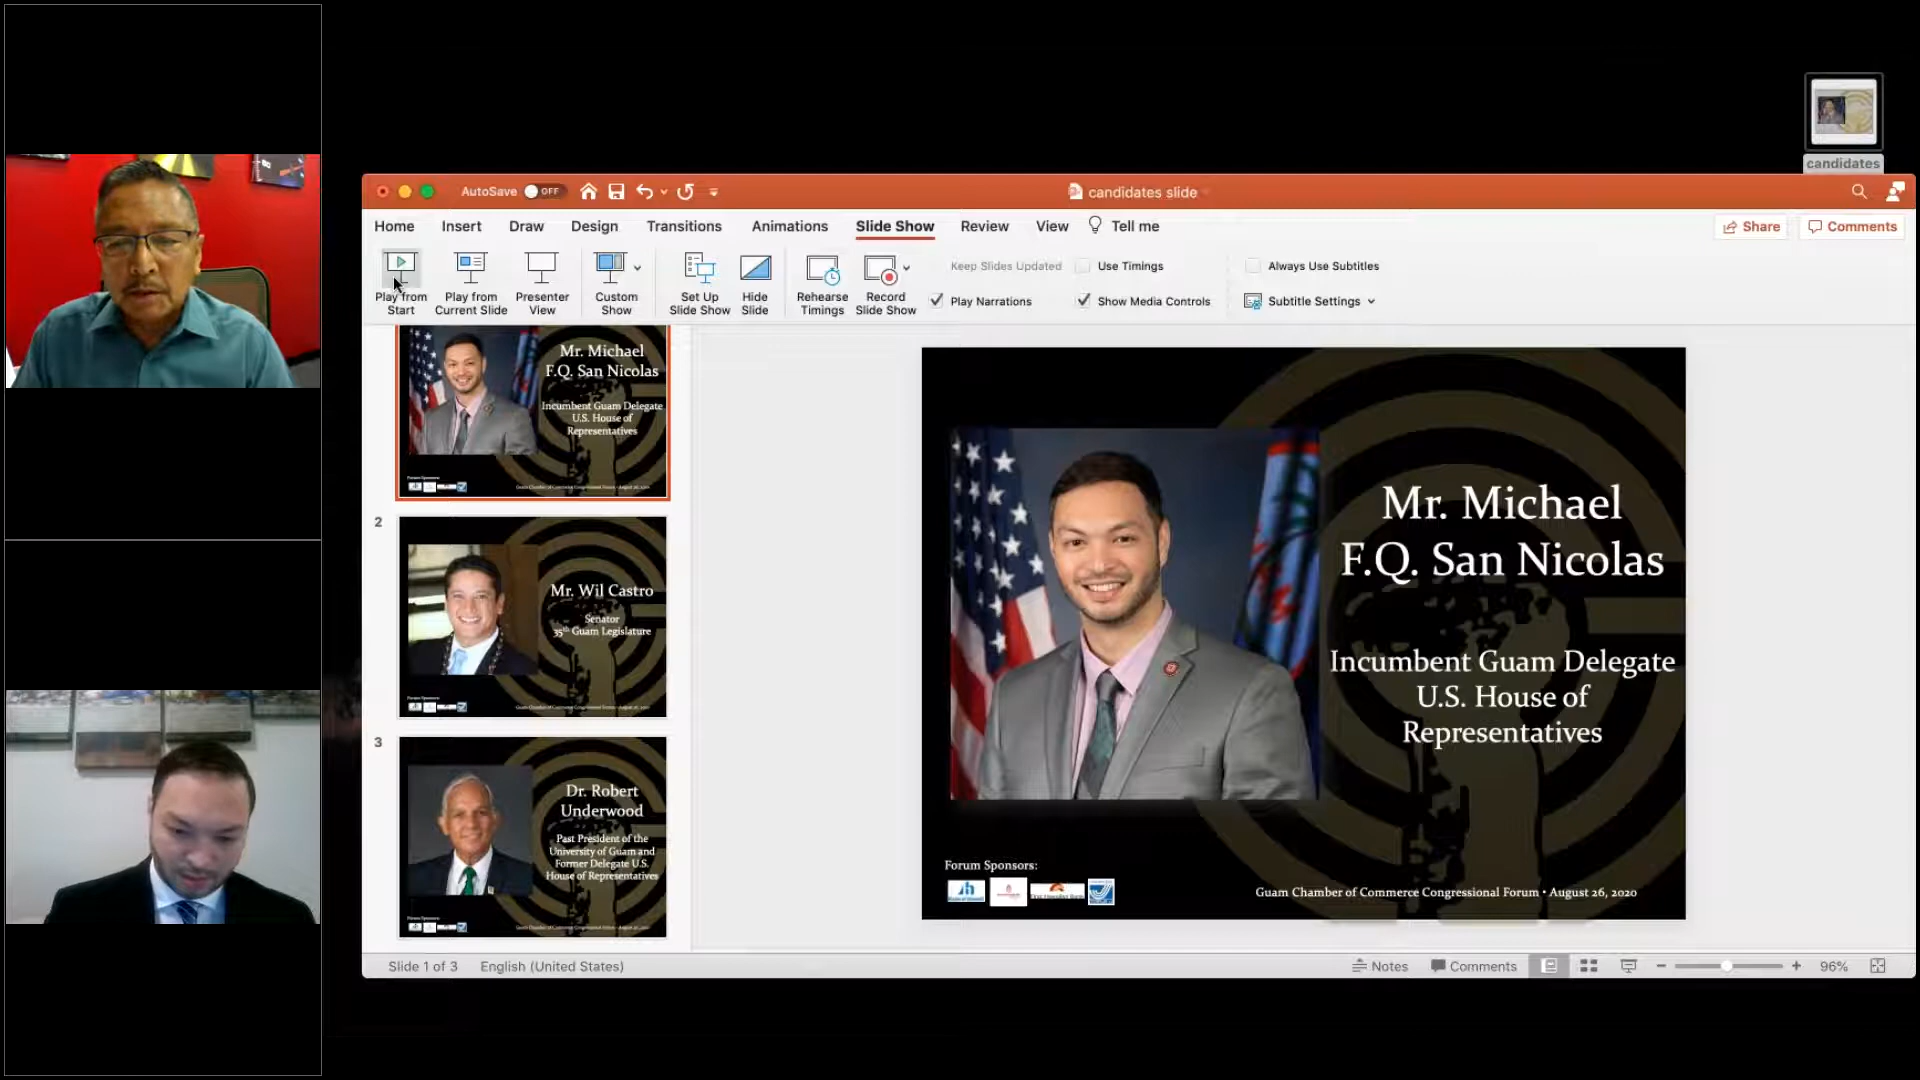 candidates
AutoSave OFF
candidates slide
Home Insert Draw Design Transitions Animations Slide Show Review View Tell me
Share Comments
Play from Start
Play from Current Slide
Presenter View
Custom Show
Set Up Slide Show
Hide Slide
Rehearse Timings
Record Slide Show
Keep Slides Updated
Play Narrations
Use Timings
Show Media Controls
Always Use Subtitles
Subtitle Settings
Mr. Michael
F.Q. San Nicolas
Incumbent Guam Delegate
U.S. House of
Representatives
2
Mr. Wil Castro
Senator
35th Guam Legislature
3
Dr. Robert
Underwood
Past President of the
University of Guam and
Former Delegate U.S.
House of Representatives
Mr. Michael
F.Q. San Nicolas
Incumbent Guam Delegate
U.S. House of
Representatives
Forum Sponsors:
Guam Chamber of Commerce Congressional Forum • August 26, 2020
Slide 1 of 3 English (United States)
Notes Comments 96%